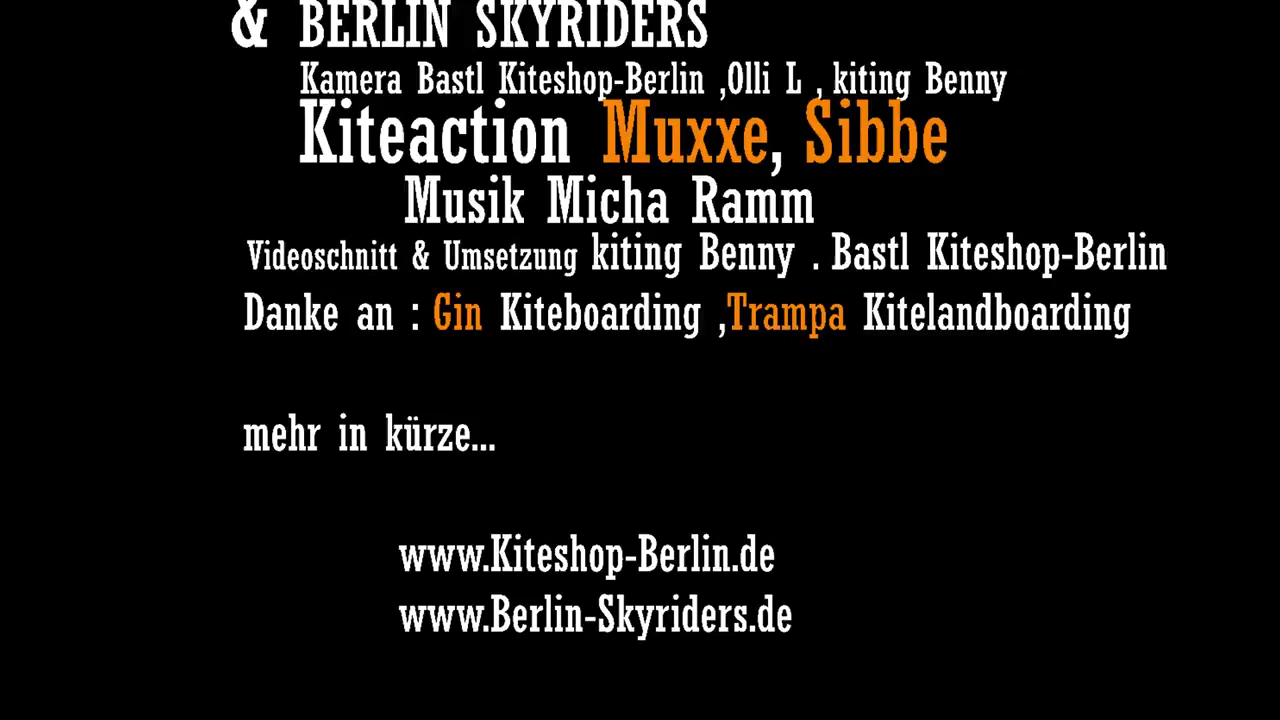 & BERLIN SKYRIDERS
Kamera Bastl Kiteshop-Berlin ,Olli L , kiting Benny
Kiteaction Muxxe, Sibbe
Musik Micha Ramm
Videoschnitt & Umsetzung kiting Benny . Bastl Kiteshop-Berlin
Danke an : Gin Kiteboarding ,Trampa Kitelandboarding
mehr in kürze...
www.Kiteshop-Berlin.de
www.Berlin-Skyriders.de